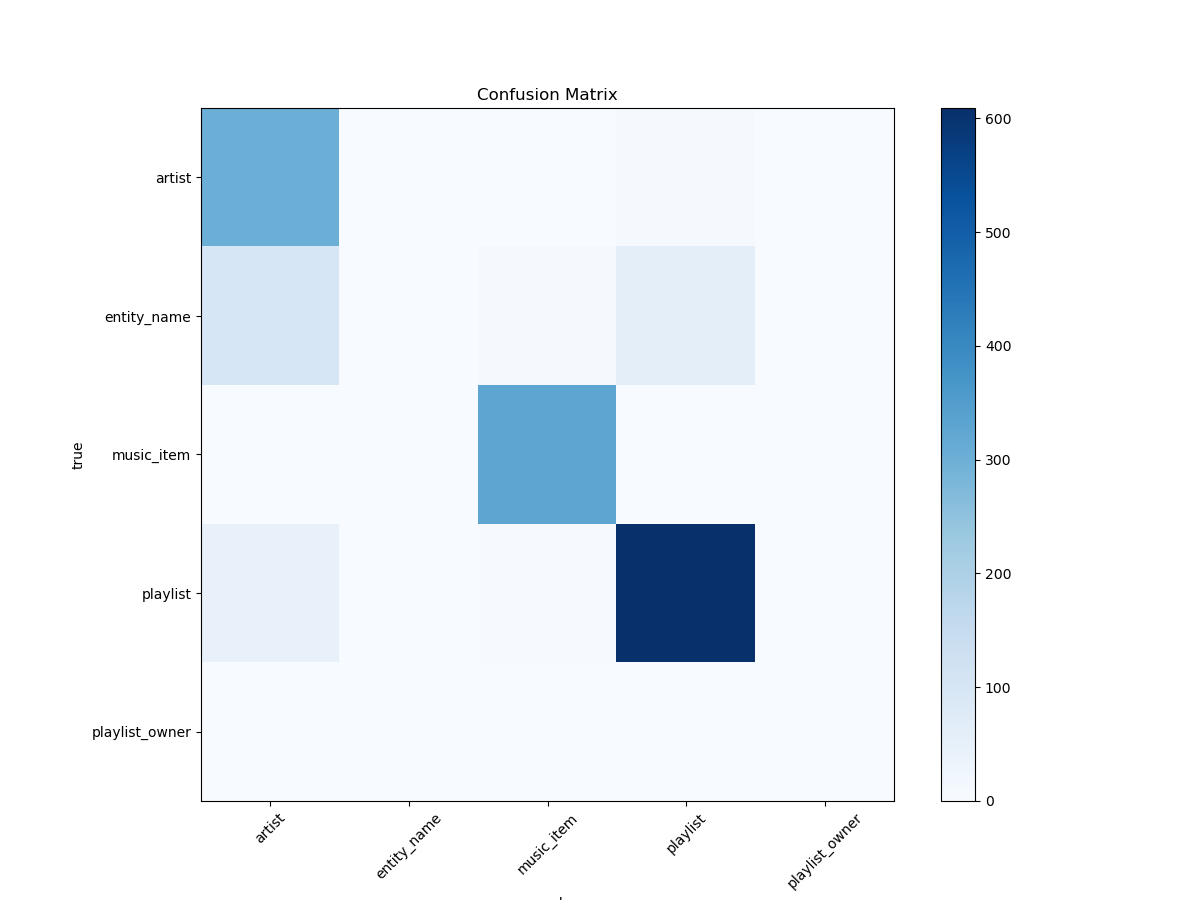 Confusion Matrix
true
artist
entity_name
music_item
playlist
playlist_owner
artist
entity_name
music_item
playlist
playlist_owner
600
500
400
300
200
100
0